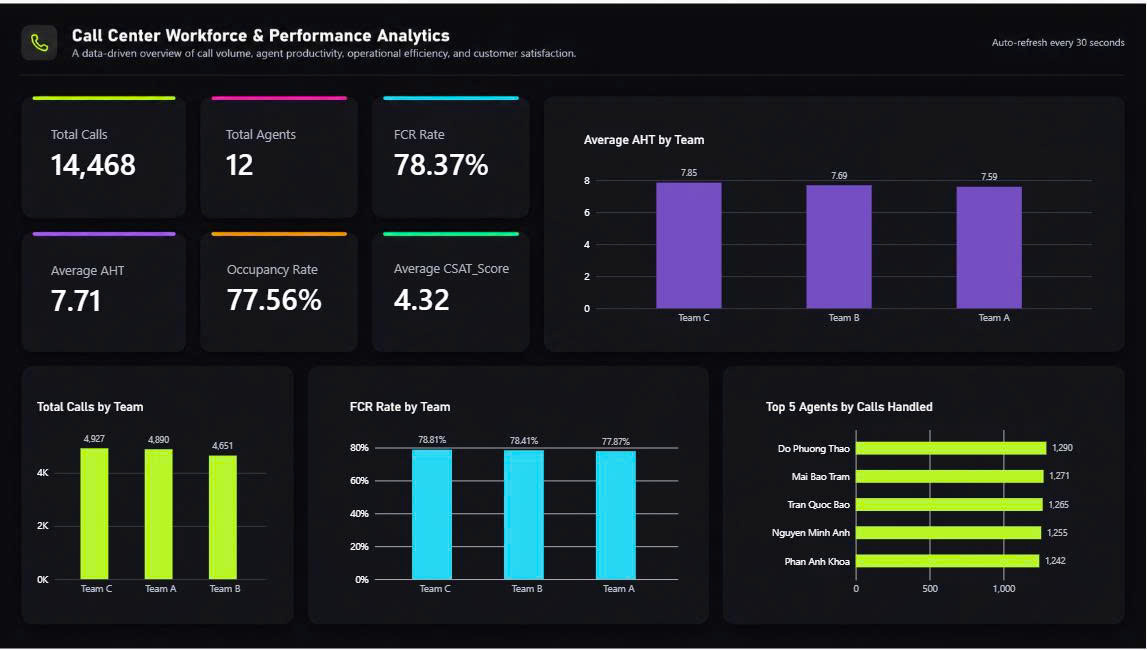 Call Center Workforce & Performance Analytics
A data-driven overview of call volume, agent productivity, operational efficiency, and customer satisfaction.
Auto-refresh every 30 seconds
Total Calls
14,468
Total Agents
12
FCR Rate
78.37%
Average AHT
7.71
Occupancy Rate
77.56%
Average CSAT_Score
4.32
Average AHT by Team
8
6
4
2
0
7.85
7.69
7.59
Team C
Team B
Team A
Total Calls by Team
4K
2K
0K
4,927
4,890
4,651
Team C
Team A
Team B
FCR Rate by Team
80%
60%
40%
20%
0%
78.81%
78.41%
77.87%
Team C
Team B
Team A
Top 5 Agents by Calls Handled
Do Phuong Thao
1,290
Mai Bao Tram
1,271
Tran Quoc Bao
1,265
Nguyen Minh Anh
1,255
Phan Anh Khoa
1,242
0
500
1,000